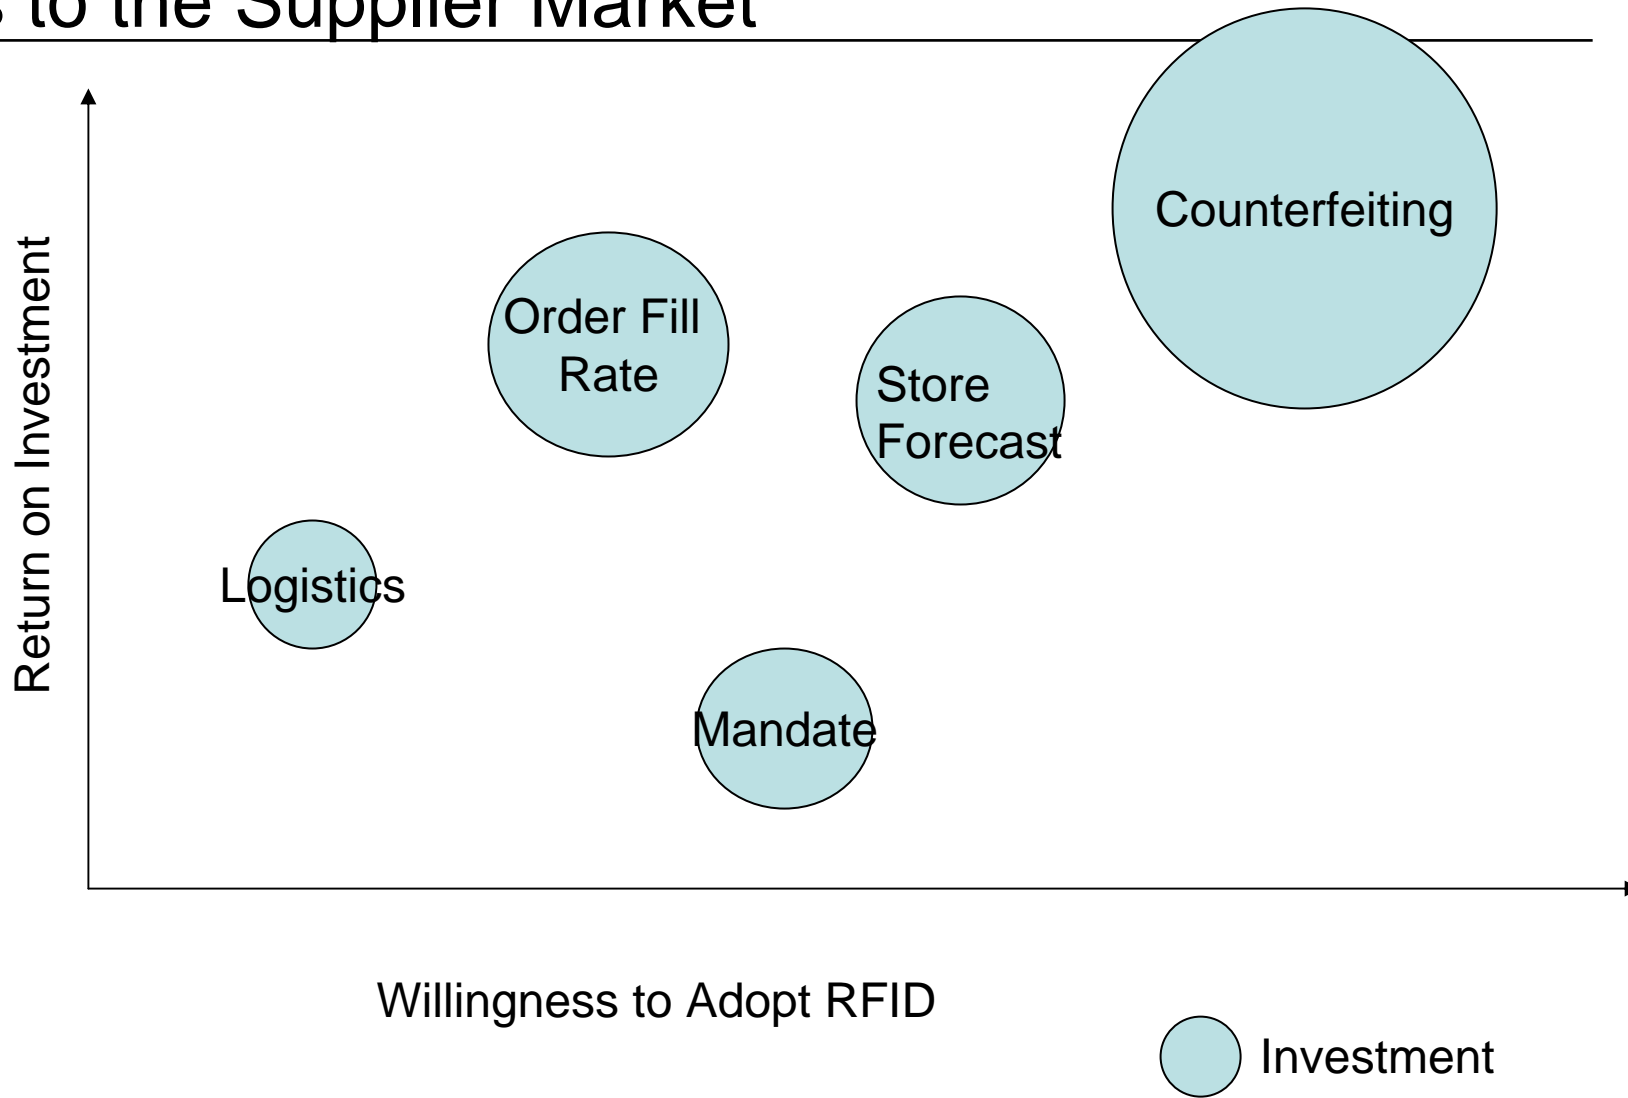 to the Supplier Market
Counterfeiting
Order Fill
Rate
Store
Forecast
Return on Investment
Logistics
Mandate
Willingness to Adopt RFID
Investment